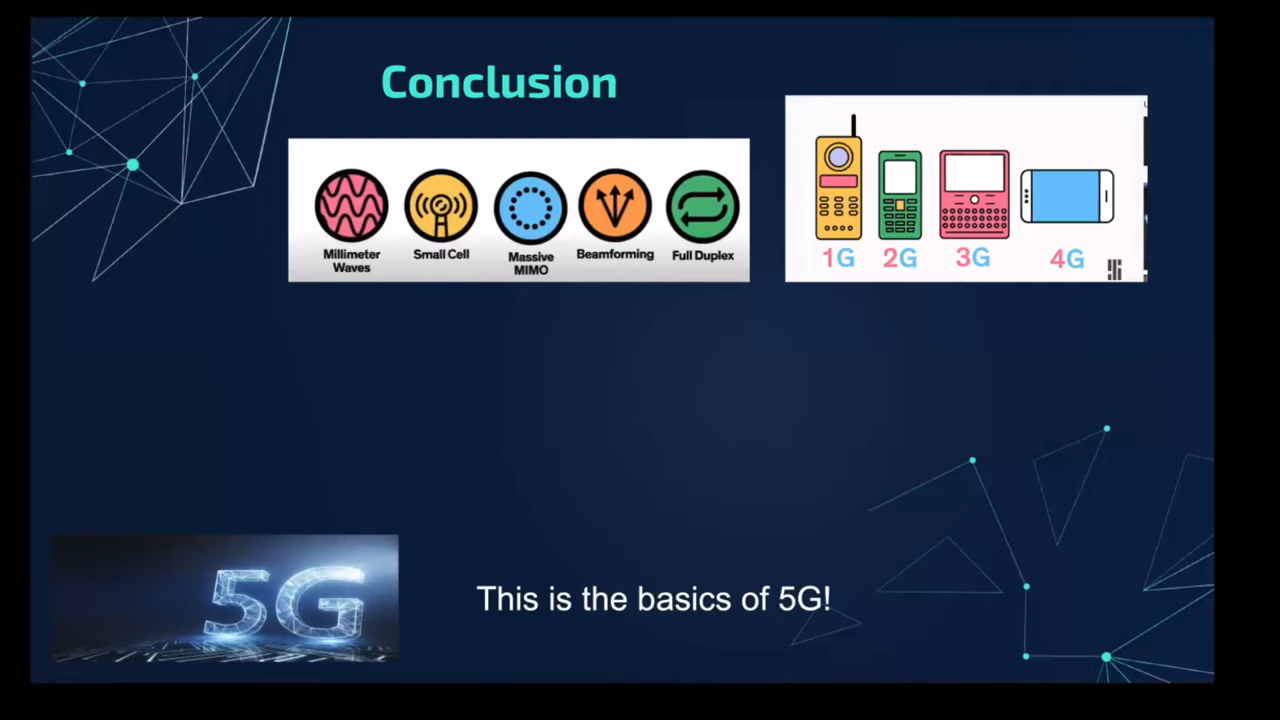 Conclusion
Millimeter
Waves
Small Cell
Massive
MIMO
Beamforming
Full Duplex
1G
2G
3G
4G
5G
This is the basics of 5G!